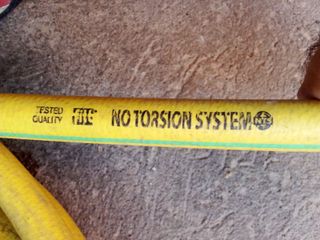 TESTED
QUALITY
NO TORSION SYSTEM
NTS